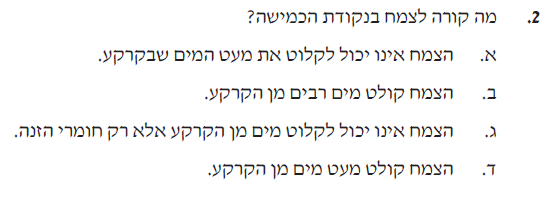 2. מה קורה לצמח בנקודת הכמישה?
א. הצמח אינו יכול לקלוט את מעט המים שבקרקע.
ב. הצמח קולט מים רבים מן הקרקע.
ג. הצמח אינו יכול לקלוט מים מן הקרקע אלא רק חומרי הזנה.
ד. הצמח קולט מעט מים מן הקרקע.